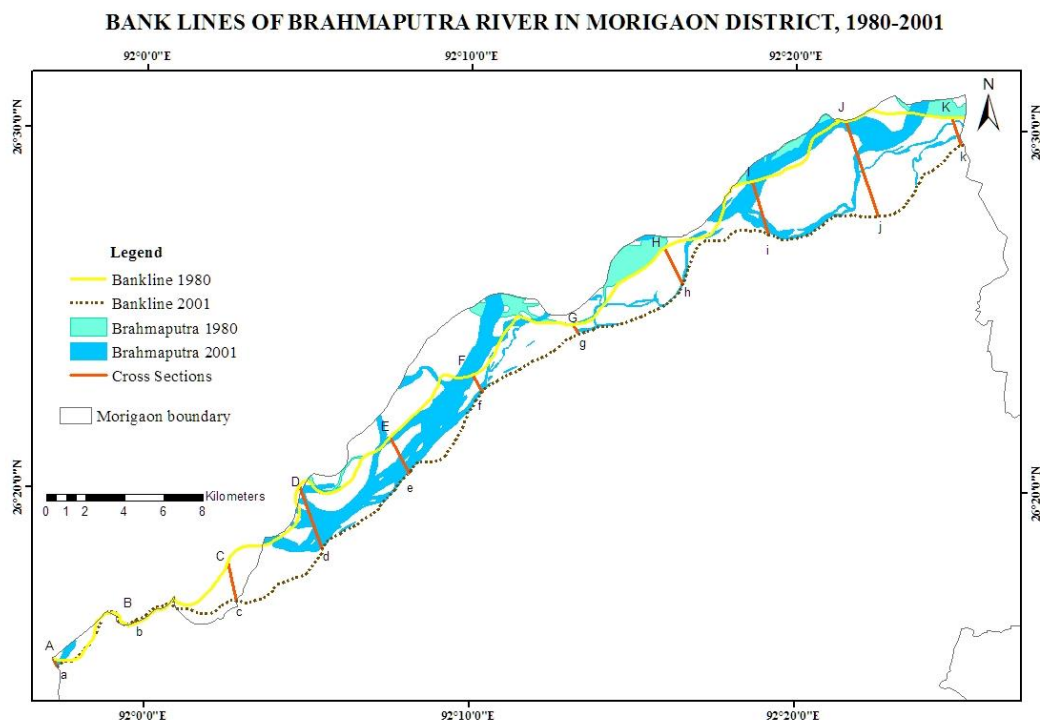 BANK LINES OF BRAHMAPUTRA RIVER IN MORIGAON DISTRICT, 1980-2001
92°0'0"E 92°10'0"E 92°20'0"E
N
26°30'0"N 26°30'0"N
J K
k
I
j
i
H
h
G
g
F
f
E
e
D
d
C
c
B
b
A
a
Legend
Bankline 1980
Bankline 2001
Brahmaputra 1980
Brahmaputra 2001
Cross Sections
Morigaon boundary
26°20'0"N 26°20'0"N
Kilometers
0 1 2 4 6 8
92°0'0"E 92°10'0"E 92°20'0"E